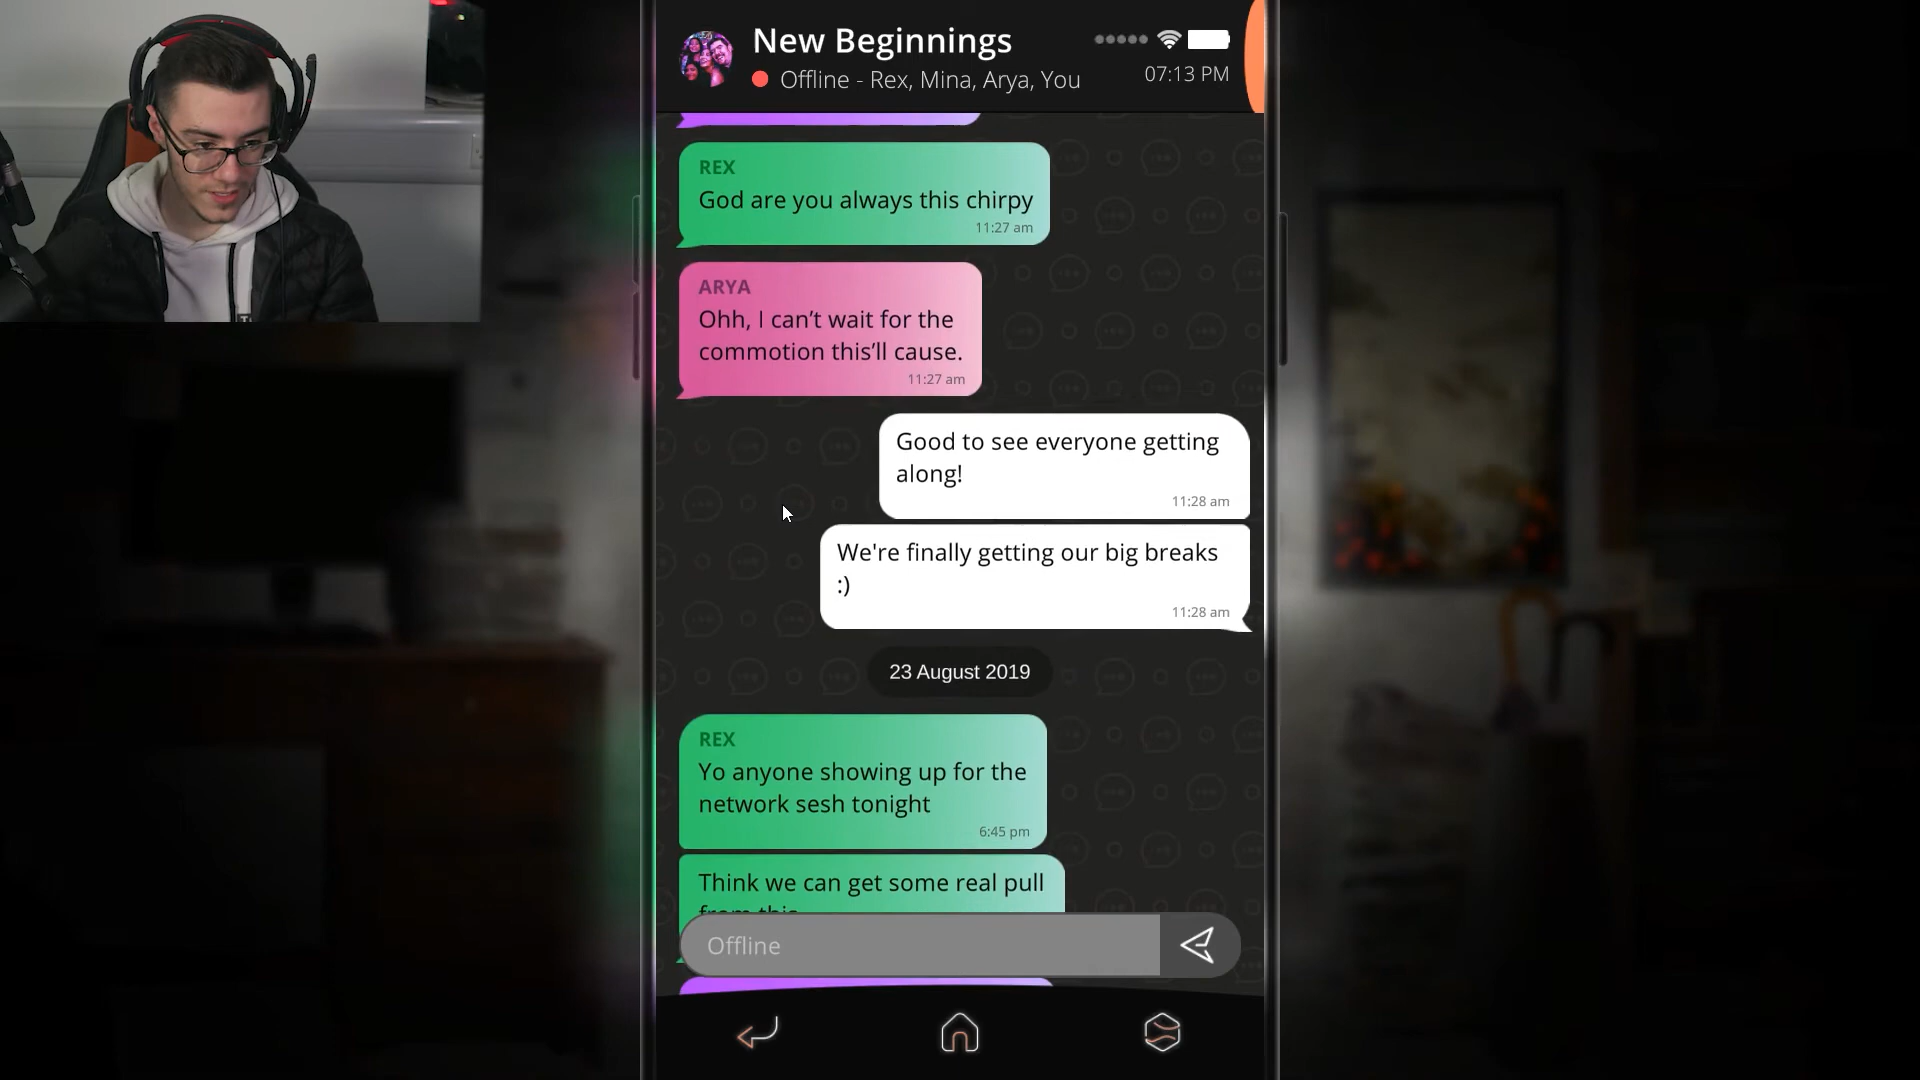 New Beginnings
Offline - Rex, Mina, Arya, You
07:13 PM
REX
God are you always this chirpy
11:27 am
ARYA
Ohh, I can't wait for the
commotion this'll cause.
11:27 am
Good to see everyone getting
along!
11:28 am
We're finally getting our big breaks
:)
11:28 am
23 August 2019
REX
Yo anyone showing up for the
network sesh tonight
6:45 pm
Think we can get some real pull
from this
Offline